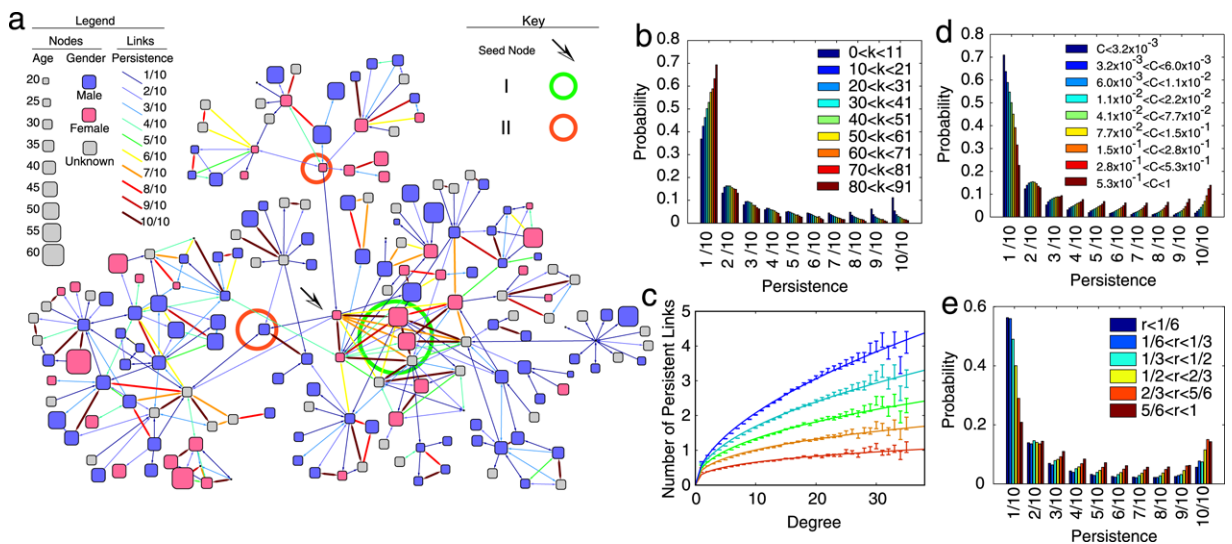 a
Legend
Nodes
Links
Age
Gender
Persistence
20
25
30
35
40
45
50
55
60
Male
Female
Unknown
1/10
2/10
3/10
4/10
5/10
6/10
7/10
8/10
9/10
10/10
Key
Seed Node
I
II
b
Probability
0.8
0.7
0.6
0.5
0.4
0.3
0.2
0.1
0
0<k<11
10<k<21
20<k<31
30<k<41
40<k<51
50<k<61
60<k<71
70<k<81
80<k<91
1/10
2/10
3/10
4/10
5/10
6/10
7/10
8/10
9/10
10/10
Persistence
c
Number of Persistent Links
5
4
3
2
1
0
0
10
20
30
Degree
d
Probability
0.8
0.7
0.6
0.5
0.4
0.3
0.2
0.1
0
C<3.2x10⁻³
3.2x10⁻³<C<6.0x10⁻³
6.0x10⁻³<C<1.1x10⁻²
1.1x10⁻²<C<2.2x10⁻²
4.1x10⁻²<C<7.7x10⁻²
7.7x10⁻²<C<1.5x10⁻¹
1.5x10⁻¹<C<2.8x10⁻¹
2.8x10⁻¹<C<5.3x10⁻¹
5.3x10⁻¹<C<1
1/10
2/10
3/10
4/10
5/10
6/10
7/10
8/10
9/10
10/10
Persistence
e
Probability
0.6
0.4
0.2
0
r<1/6
1/6<r<1/3
1/3<r<1/2
1/2<r<2/3
2/3<r<5/6
5/6<r<1
1/10
2/10
3/10
4/10
5/10
6/10
7/10
8/10
9/10
10/10
Persistence